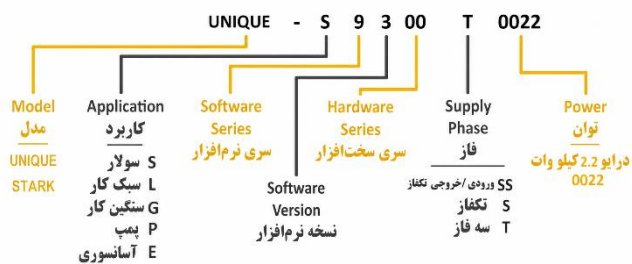 UNIQUE - S 9 3 00 T 0022
Model
مدل
UNIQUE
STARK
Application
کاربرد
S سولار
L سبک کار
G سنگین کار
P پمپ
E آسانسوری
Software
Series
سری نرم‌افزار
Software
Version
نسخه نرم‌افزار
Hardware
Series
سری سخت‌افزار
Supply
Phase
فاز
SS ورودی/خروجی تکفاز
S تکفاز
T سه فاز
Power
توان
درایو 2.2 کیلو وات
0022